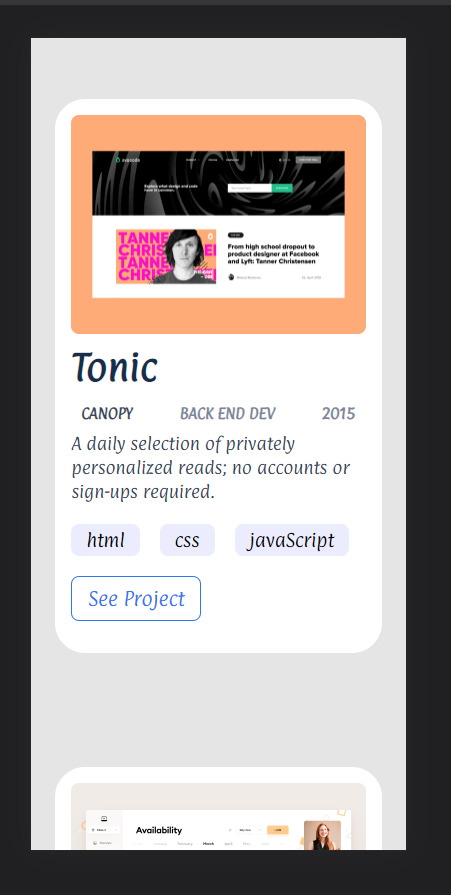 avocode
Explore what design and code
have in common.
TANNER
CHRIS
TANNER
CHRIS
From high school dropout to
product designer at Facebook
and Lyft: Tanner Christensen
Tonic
CANOPY BACK END DEV 2015
A daily selection of privately
personalized reads; no accounts or
sign-ups required.
html css javaScript
See Project
Availability
March